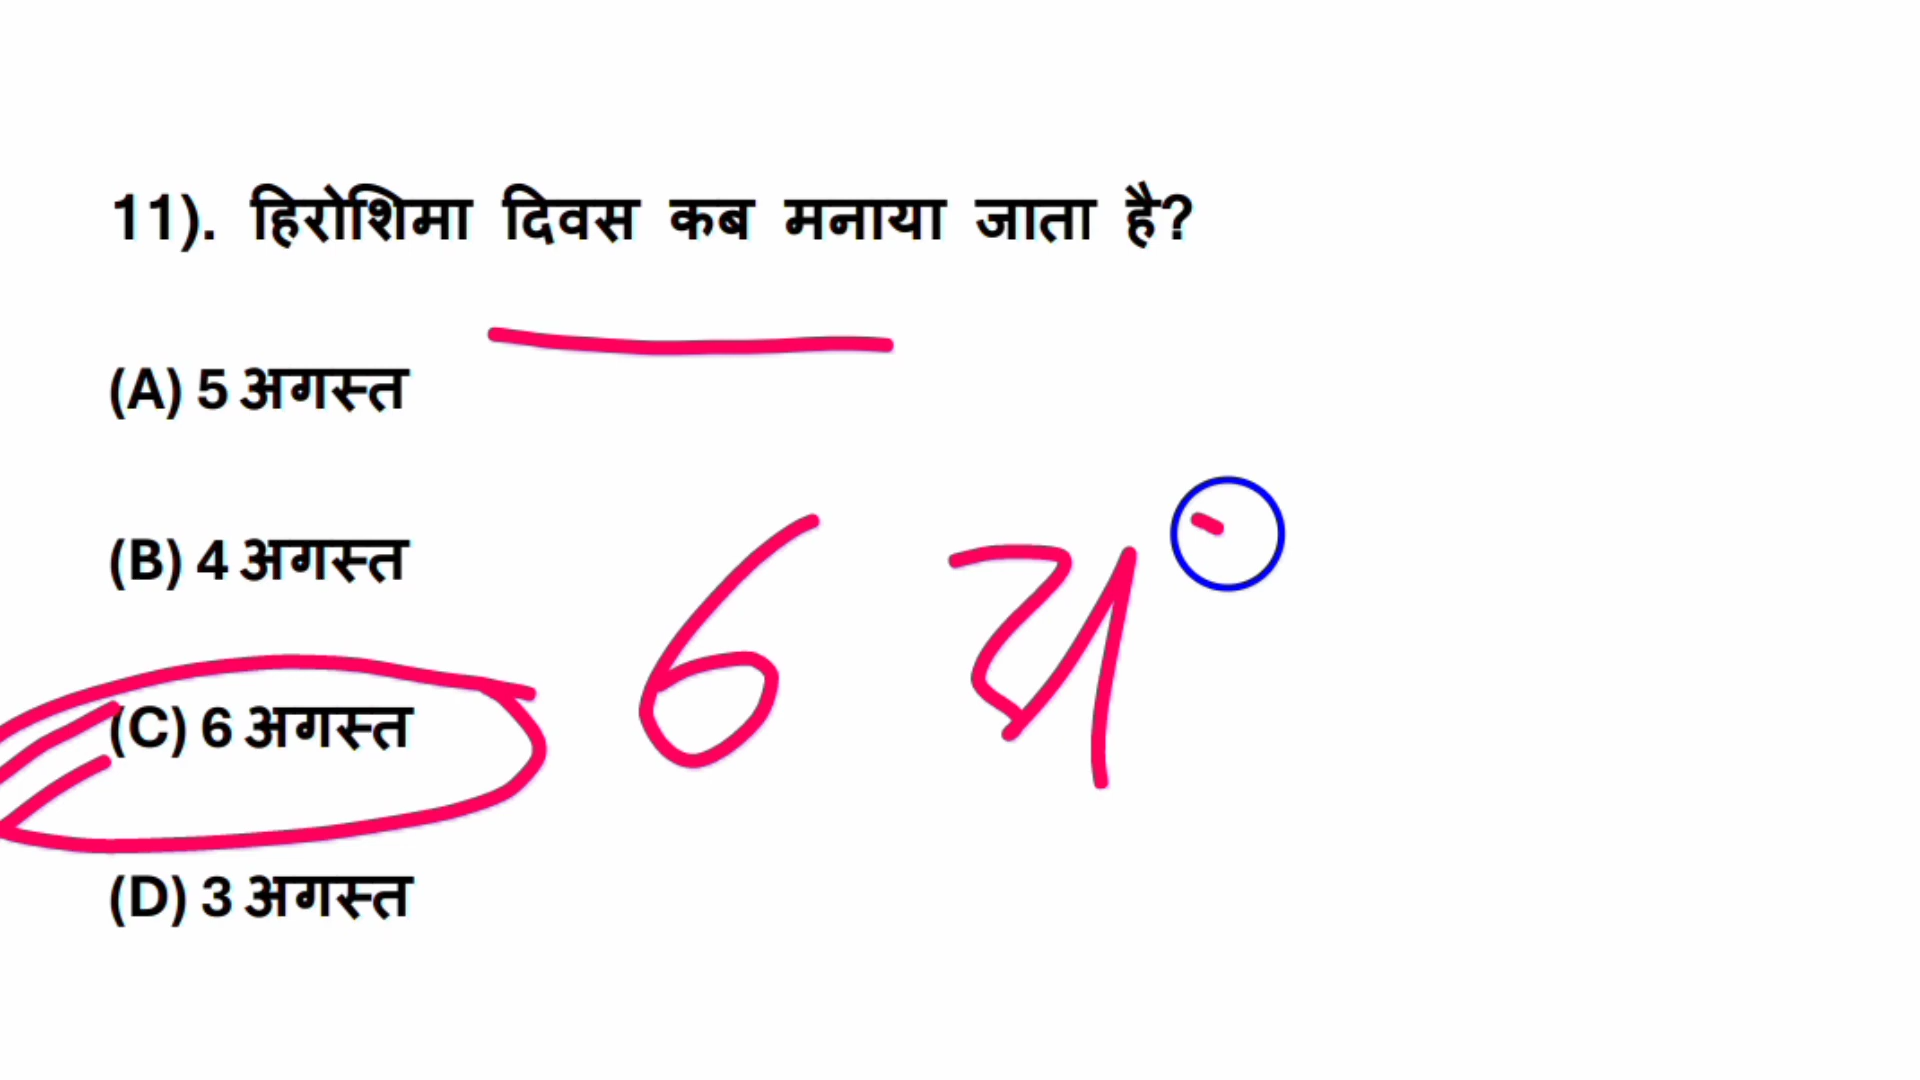 11). हिरोशिमा दिवस कब मनाया जाता है?
(A) 5 अगस्त
(B) 4 अगस्त
6
(C) 6 अगस्त
(D) 3 अगस्त